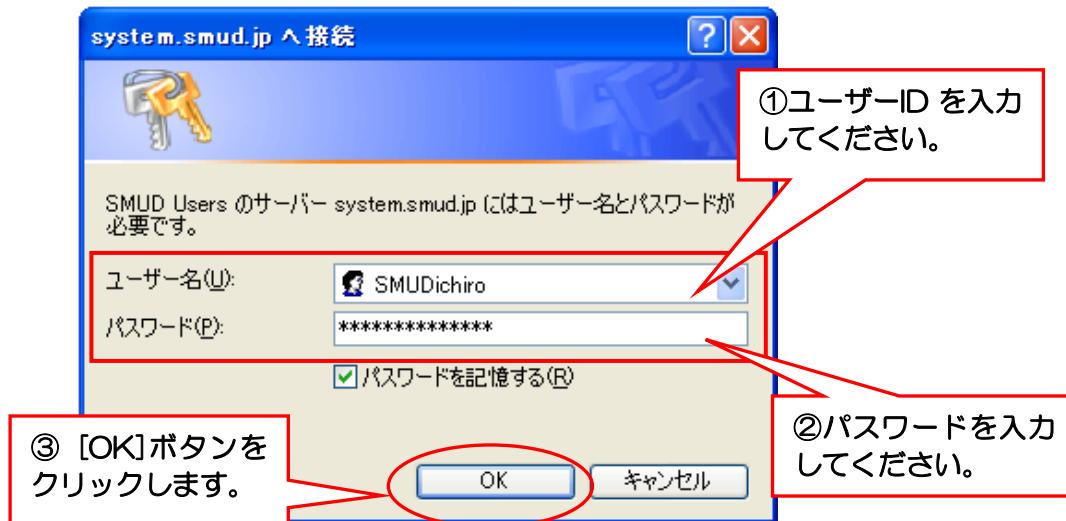 system.smud.jp へ接続
①ユーザーID を入力
してください。
SMUD Users のサーバー system.smud.jp にはユーザー名とパスワードが
必要です。
ユーザー名(U):
SMUDichiro
パスワード(P):
**************
パスワードを記憶する(R)
②パスワードを入力
してください。
③ [OK]ボタンを
クリックします。
OK
キャンセル